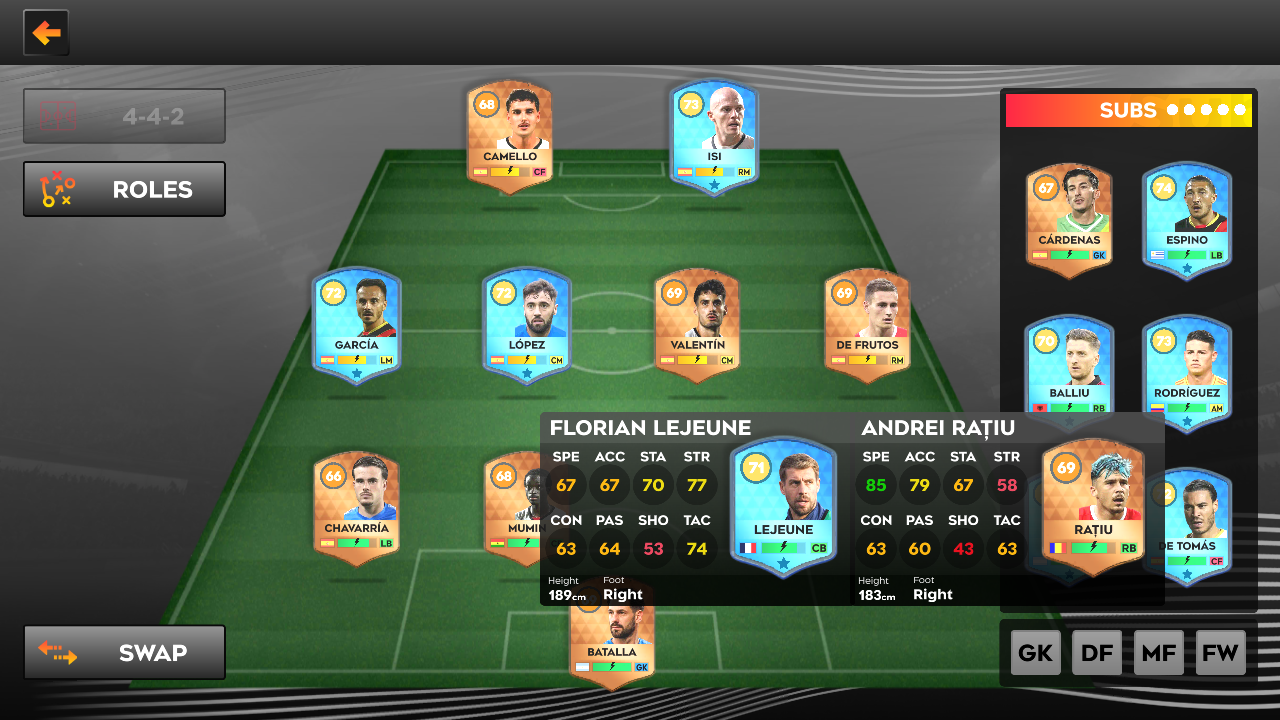 4-4-2
ROLES
SUBS
68
CAMELLO
CF
73
ISI
RM
67
CÁRDENAS
GK
74
ESPINO
LB
72
GARCÍA
LM
72
LÓPEZ
CM
69
VALENTÍN
CM
69
DE FRUTOS
RM
70
BALLIU
RB
73
RODRÍGUEZ
AM
66
CHAVARRÍA
LB
68
MUMIN
FLORIAN LEJEUNE
SPE ACC STA STR
67 67 70 77
CON PAS SHO TAC
63 64 53 74
Height Foot
189cm Right
71
LEJEUNE
CB
ANDREI RAȚIU
SPE ACC STA STR
85 79 67 58
CON PAS SHO TAC
63 60 43 63
Height Foot
183cm Right
69
RAȚIU
RB
DE TOMÁS
CF
BATALLA
GK
SWAP
GK DF MF FW